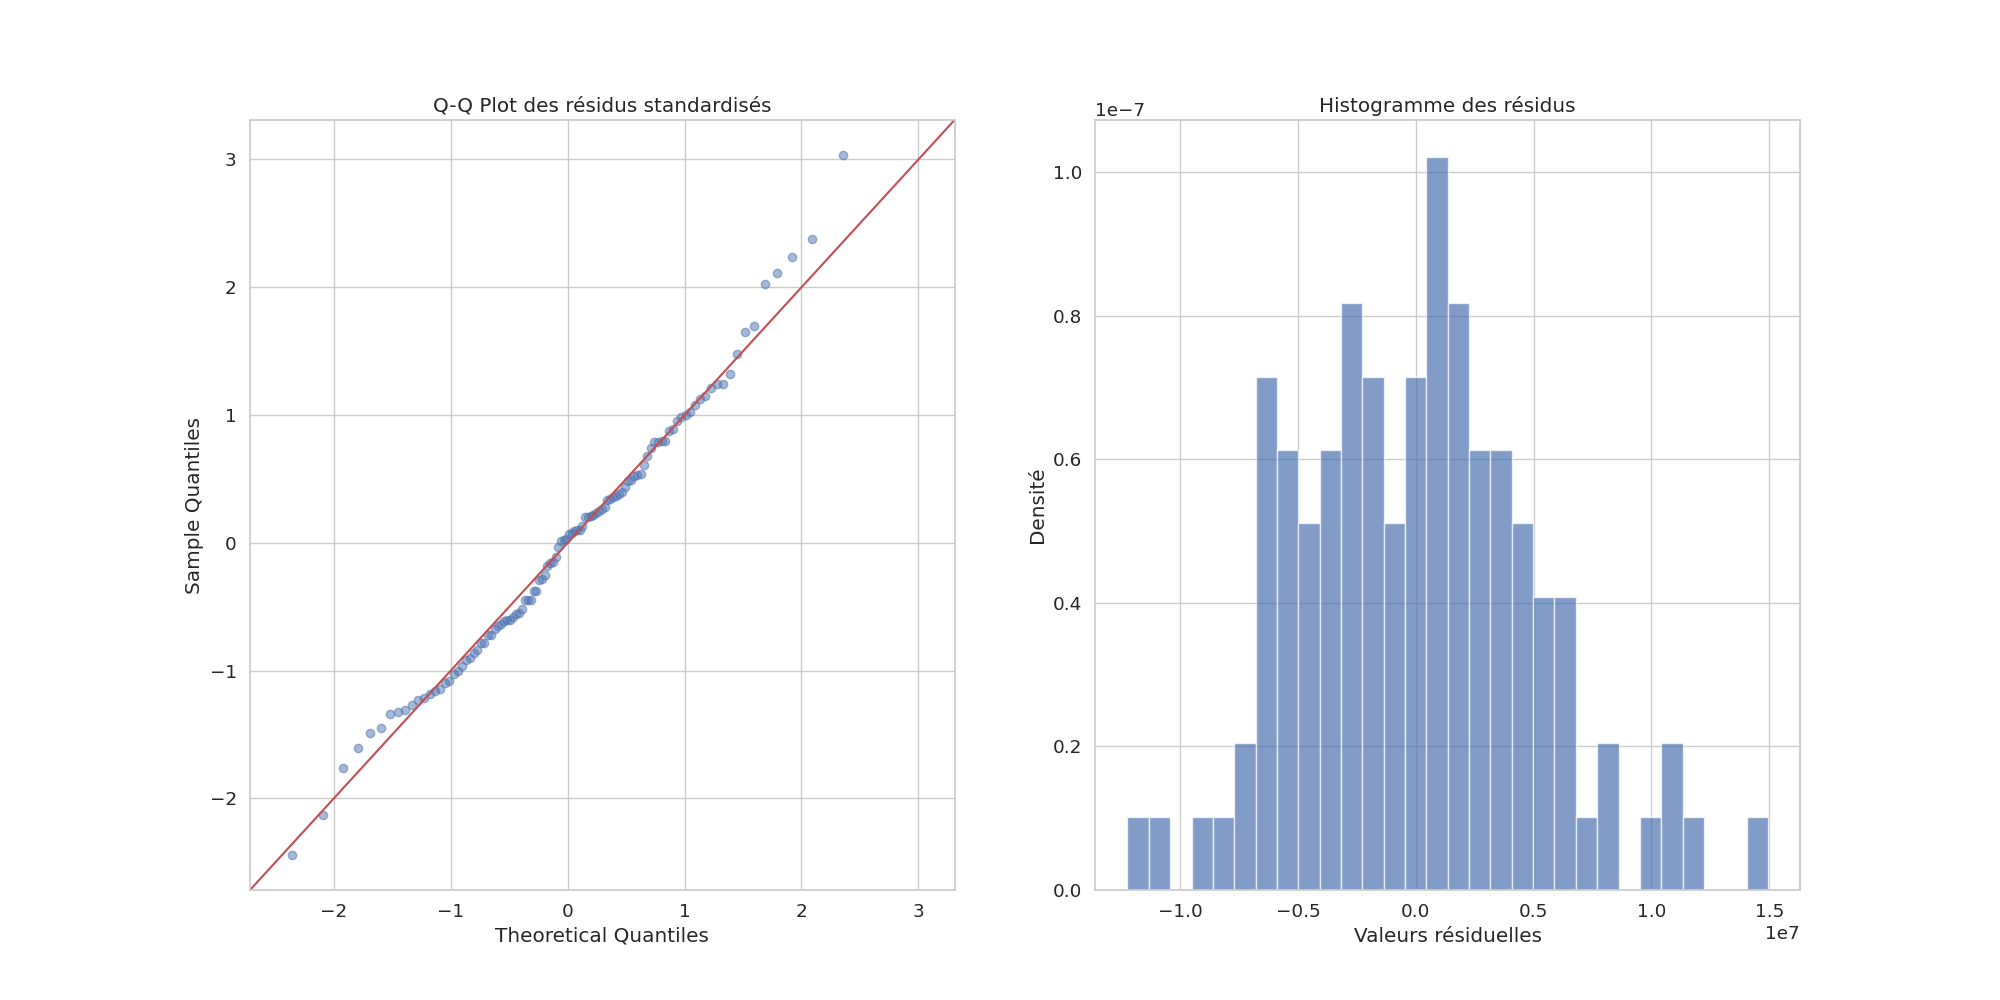 Q-Q Plot des résidus standardisés
Sample Quantiles
3
2
1
0
−1
−2
−2 −1 0 1 2 3
Theoretical Quantiles
Histogramme des résidus
1e−7
Densité
1.0
0.8
0.6
0.4
0.2
0.0
−1.0 −0.5 0.0 0.5 1.0 1.5
1e7
Valeurs résiduelles